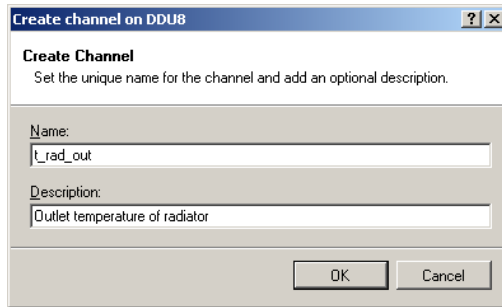 Create channel on DDU8
Create Channel
Set the unique name for the channel and add an optional description.
Name:
t_rad_out
Description:
Outlet temperature of radiator
OK Cancel